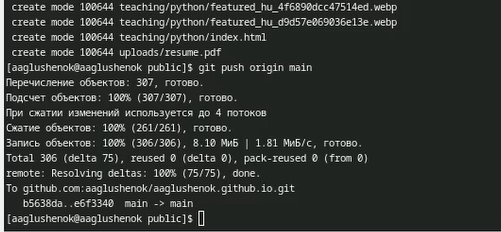 create mode 100644 teaching/python/featured_hu_4f6890dcc47514ed.webp
create mode 100644 teaching/python/featured_hu_d9d57e069036e13e.webp
create mode 100644 teaching/python/index.html
create mode 100644 uploads/resume.pdf
[aaglushenok@aaglushenok public]$ git push origin main
Перечисление объектов: 307, готово.
Подсчет объектов: 100% (307/307), готово.
При сжатии изменений используется до 4 потоков
Сжатие объектов: 100% (261/261), готово.
Запись объектов: 100% (306/306), 8.10 МиБ | 1.81 МиБ/с, готово.
Total 306 (delta 75), reused 0 (delta 0), pack-reused 0 (from 0)
remote: Resolving deltas: 100% (75/75), done.
To github.com:aaglushenok/aaglushenok.github.io.git
b5638da..e6f3340  main -> main
[aaglushenok@aaglushenok public]$